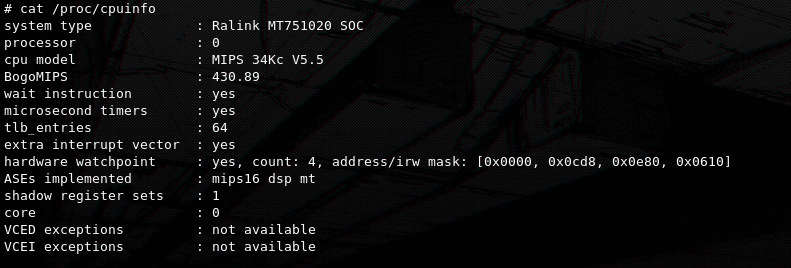 # cat /proc/cpuinfo
system type             : Ralink MT751020 SOC
processor               : 0
cpu model               : MIPS 34Kc V5.5
BogoMIPS                : 430.89
wait instruction        : yes
microsecond timers      : yes
tlb_entries             : 64
extra interrupt vector  : yes
hardware watchpoint     : yes, count: 4, address/irw mask: [0x0000, 0x0cd8, 0x0e80, 0x0610]
ASEs implemented        : mips16 dsp mt
shadow register sets    : 1
core                    : 0
VCED exceptions         : not available
VCEI exceptions         : not available